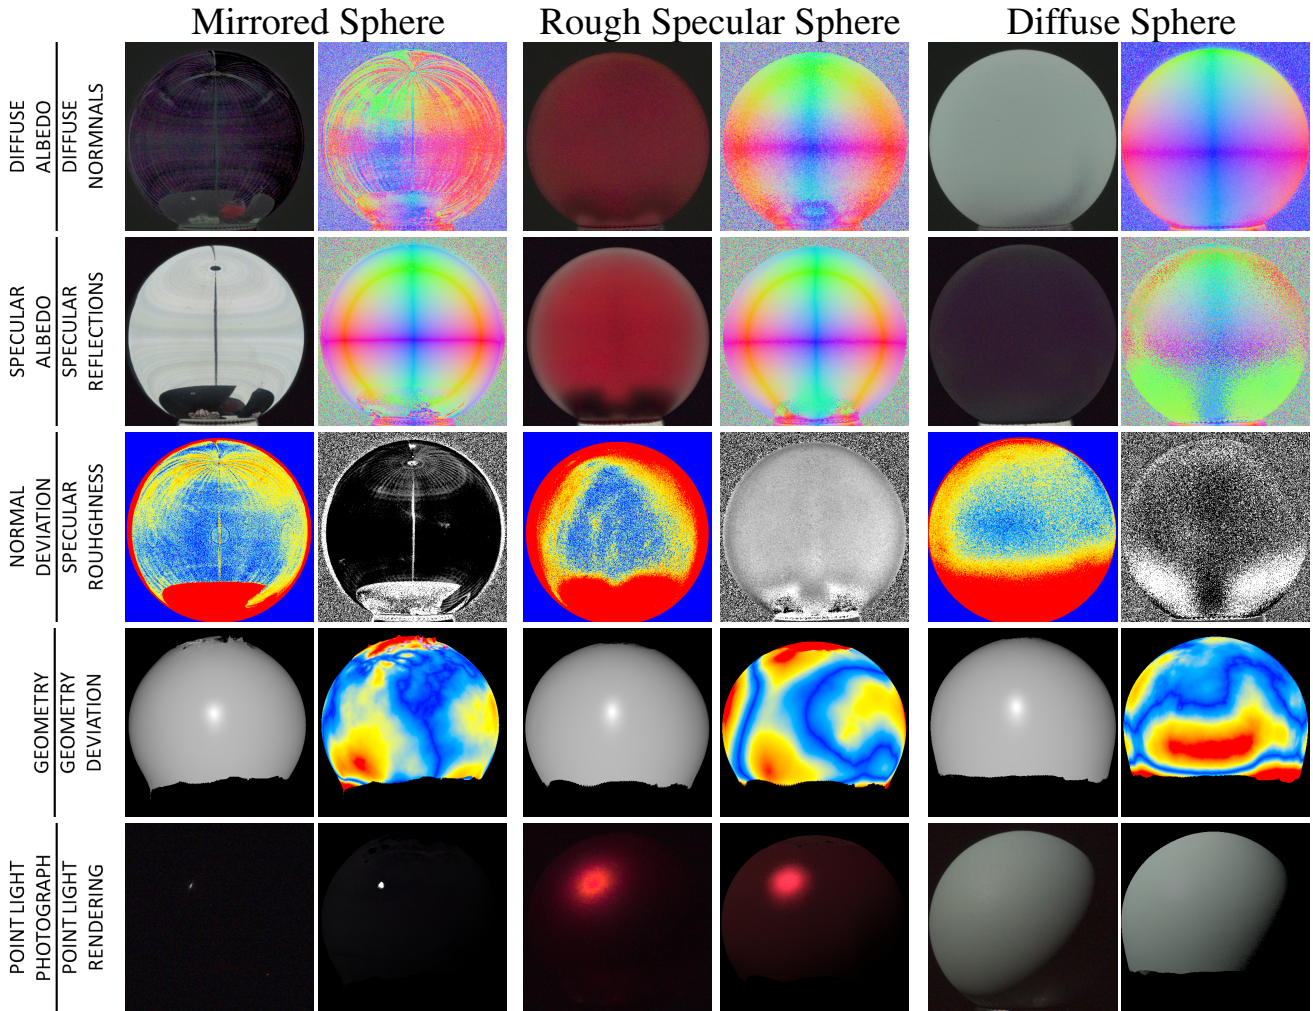 Mirrored Sphere
Rough Specular Sphere
Diffuse Sphere
DIFFUSE
ALBEDO
DIFFUSE
NORMNALS
SPECULAR
ALBEDO
SPECULAR
REFLECTIONS
NORMAL
DEVIATION
SPECULAR
ROUGHNESS
GEOMETRY
GEOMETRY
DEVIATION
POINT LIGHT
PHOTOGRAPH
POINT LIGHT
RENDERING